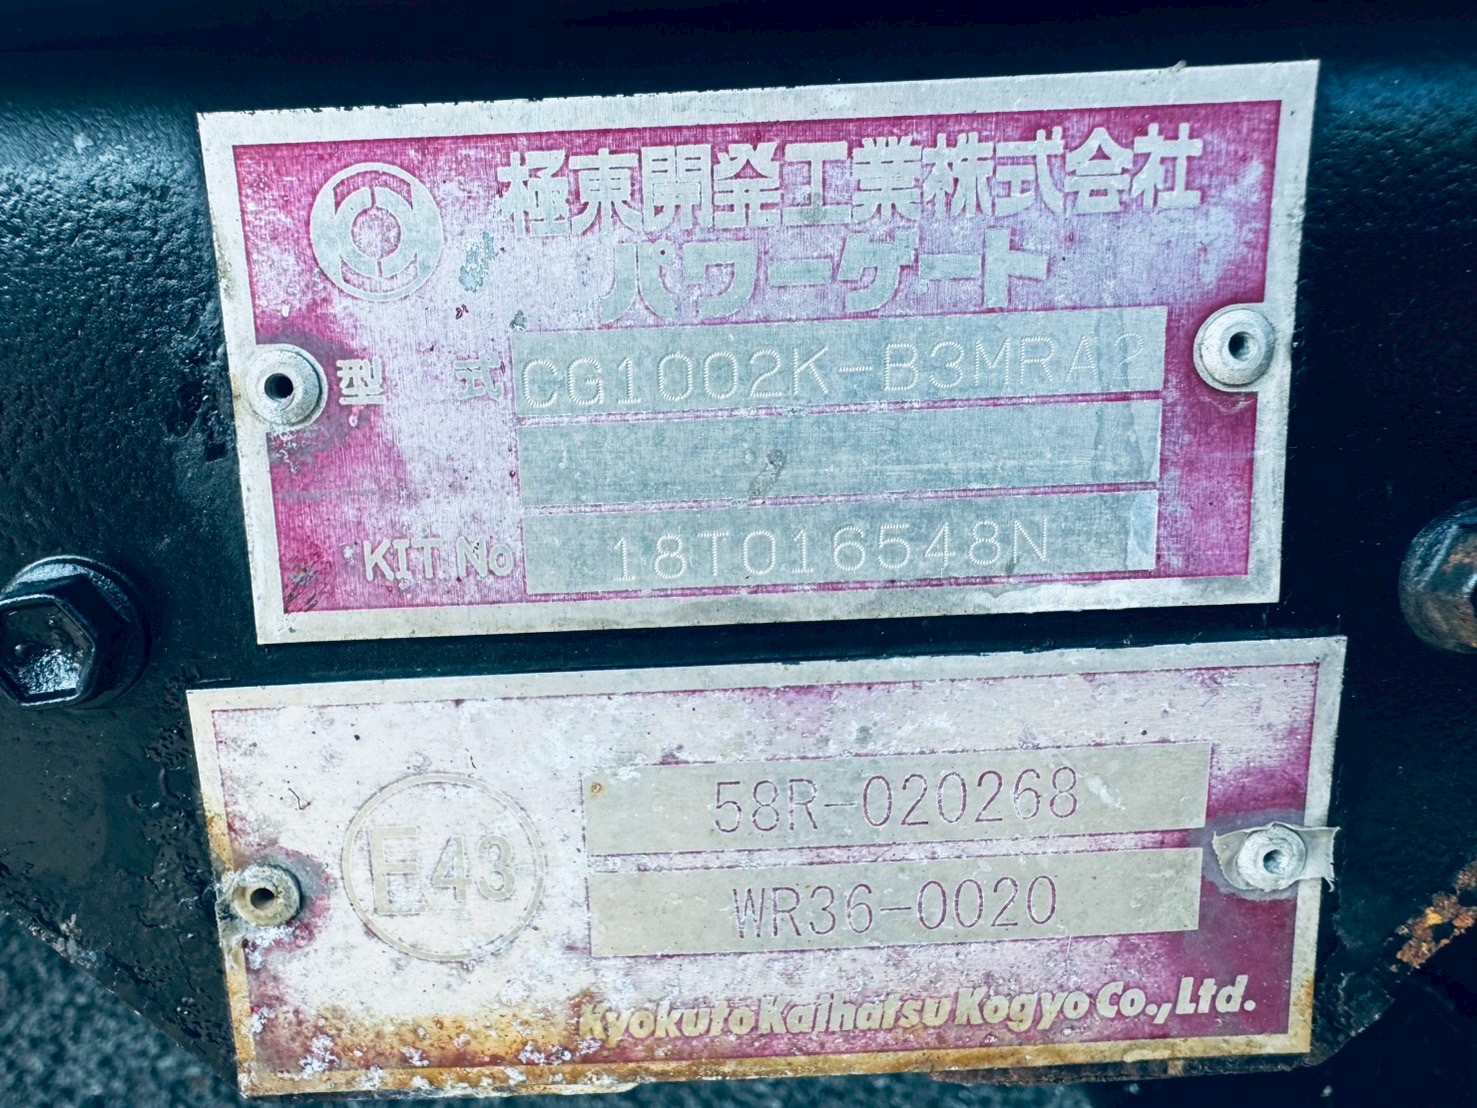 極東開発工業株式会社
パワーゲート
型 式 CG1002K-B3MRA2
KIT.No 18T016548N
58R-020268
E43
WR36-0020
Kyokuto Kaihatsu Kogyo Co., Ltd.